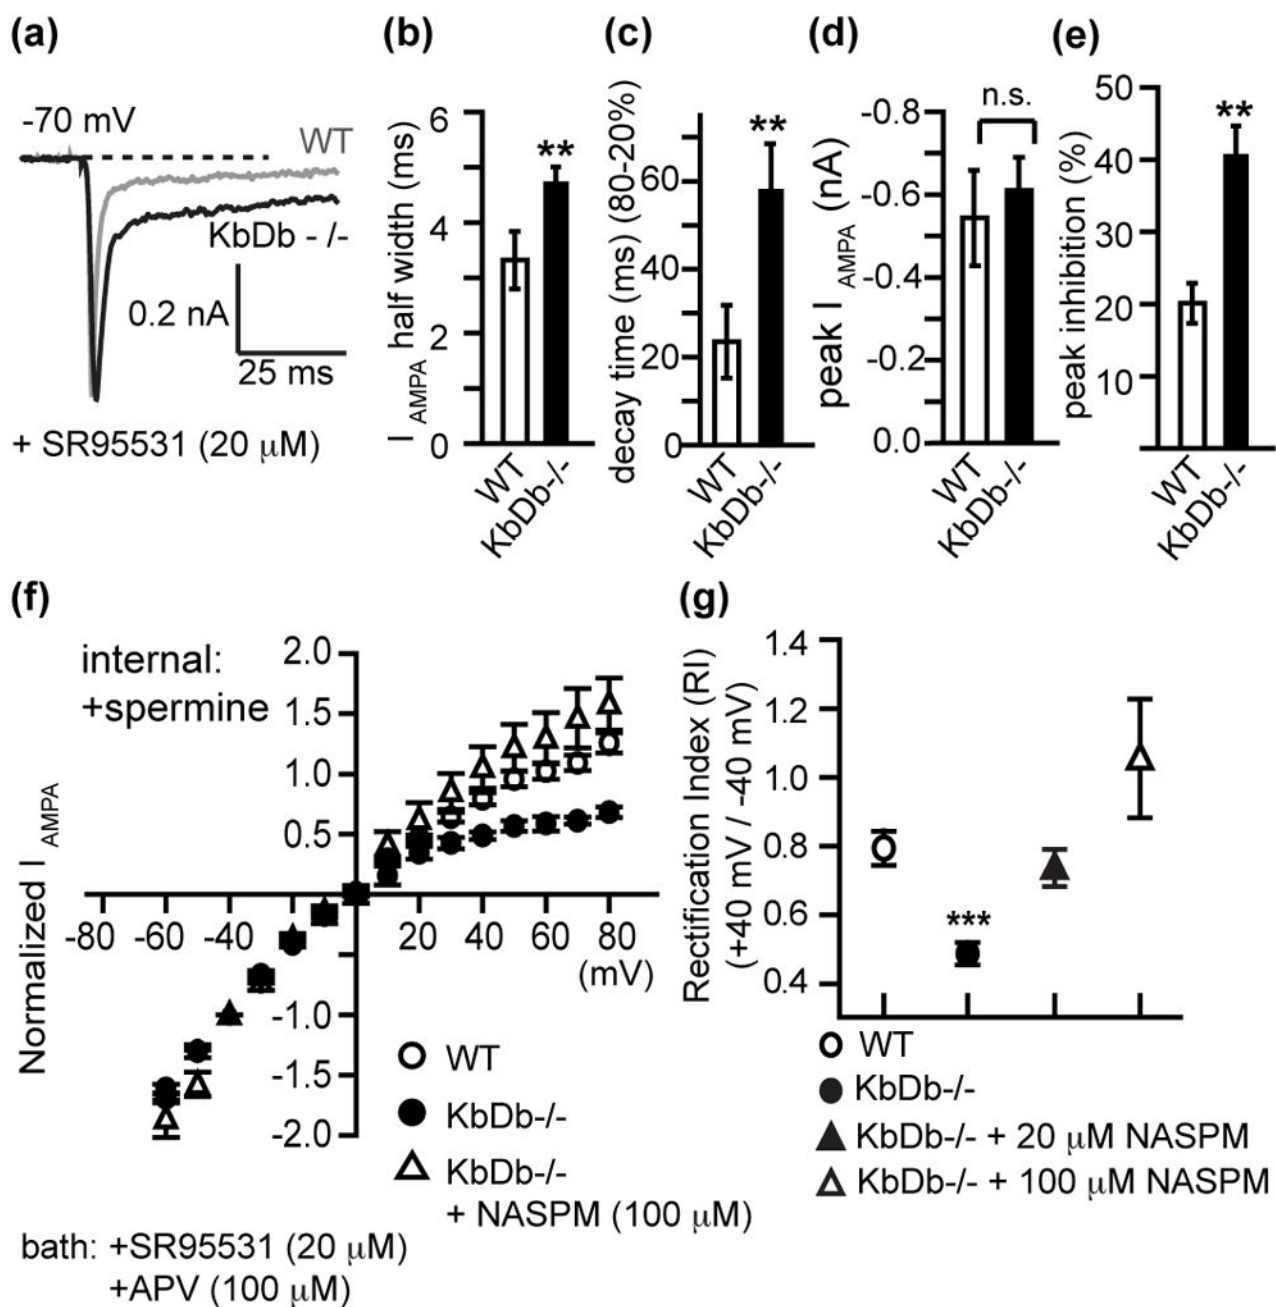 (a)
-70 mV
WT
KbDb - /-
0.2 nA
25 ms
+ SR95531 (20 μM)
(b)
I AMPA half width (ms)
6
4
2
0
**
WT
KbDb-/-
(c)
decay time (ms) (80-20%)
60
40
20
0
**
WT
KbDb-/-
(d)
peak I AMPA (nA)
-0.8
-0.6
-0.4
-0.2
0.0
n.s.
WT
KbDb-/-
(e)
peak inhibition (%)
50
40
30
20
10
**
WT
KbDb-/-
(f)
internal:
+spermine
Normalized I AMPA
2.0
1.5
1.0
0.5
-80 -60 -40 20 40 60 80
(mV)
-1.0
-1.5
-2.0
WT
KbDb-/-
KbDb-/-
+ NASPM (100 μM)
bath: +SR95531 (20 μM)
+APV (100 μM)
(g)
Rectification Index (RI)
(+40 mV / -40 mV)
1.4
1.2
1.0
0.8
0.6
0.4
***
WT
KbDb-/-
KbDb-/- + 20 μM NASPM
KbDb-/- + 100 μM NASPM